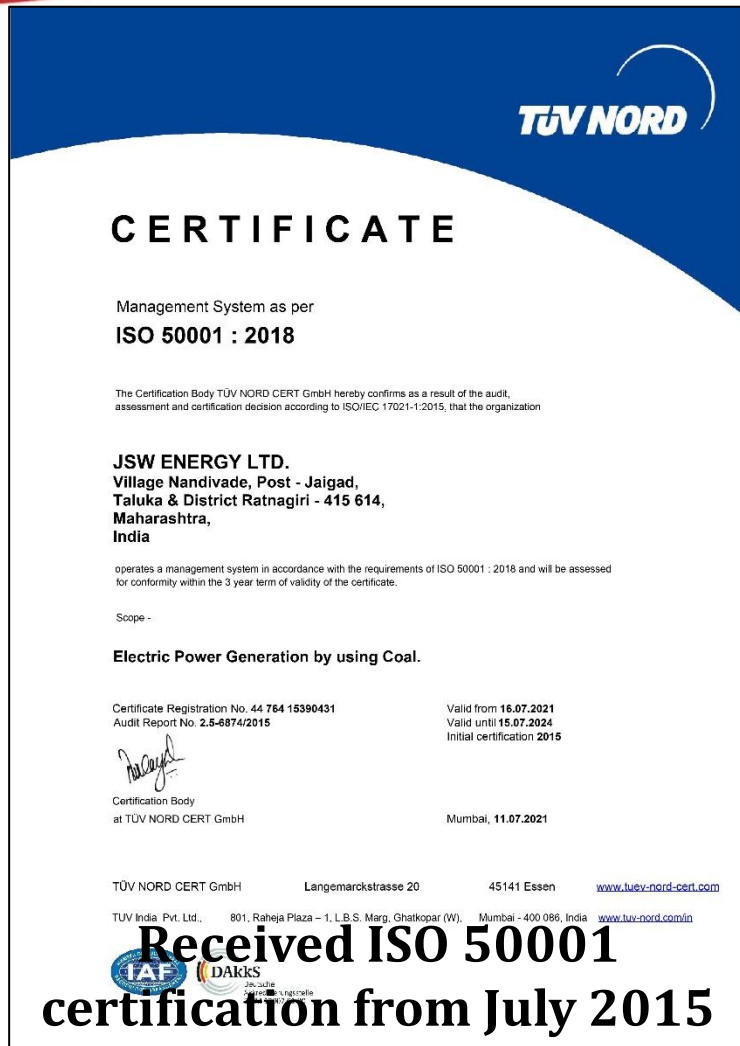 TÜV NORD
CERTIFICATE
Management System as per
ISO 50001 : 2018
The Certification Body TÜV NORD CERT GmbH hereby confirms as a result of the audit,
assessment and certification decision according to ISO/IEC 17021-1:2015, that the organization
JSW ENERGY LTD.
Village Nandivade, Post - Jaigad,
Taluka & District Ratnagiri - 415 614,
Maharashtra,
India
operates a management system in accordance with the requirements of ISO 50001 : 2018 and will be assessed
for conformity within the 3 year term of validity of the certificate.
Scope -
Electric Power Generation by using Coal.
Certificate Registration No. 44 764 15390431
Audit Report No. 2.5-6874/2015
Valid from 16.07.2021
Valid until 15.07.2024
Initial certification 2015
Certification Body
at TÜV NORD CERT GmbH
Mumbai, 11.07.2021
TÜV NORD CERT GmbH Langemarckstrasse 20 45141 Essen www.tuev-nord-cert.com
TUV India Pvt. Ltd., 801, Raheja Plaza – 1, L.B.S. Marg, Ghatkopar (W), Mumbai - 400 086, India www.tuv-nord.com/in
IAF
DAkkS
Deutsche
Received ISO 50001
certification from July 2015